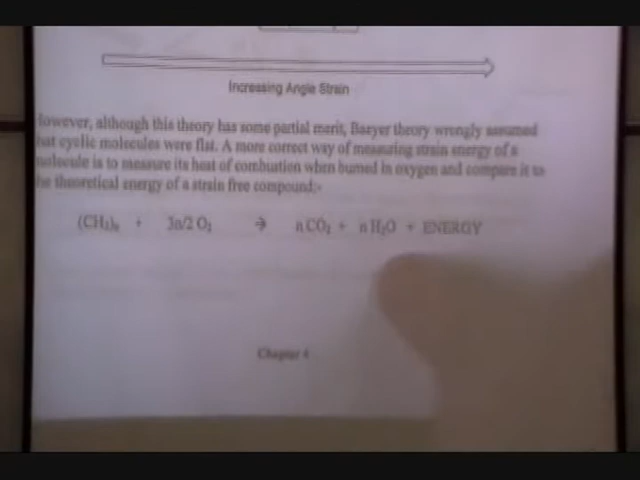 Increasing Angle Strain
However, although this theory has some partial merit, Baeyer theory wrongly assumed
that cyclic molecules were flat. A more correct way of measuring strain energy of a
molecule is to measure its heat of combustion when burned in oxygen and compare it to
the theoretical energy of a strain free compound:-
(CH₂)ₙ + 3n/2 O₂ → n CO₂ + n H₂O + ENERGY
Chapter 4